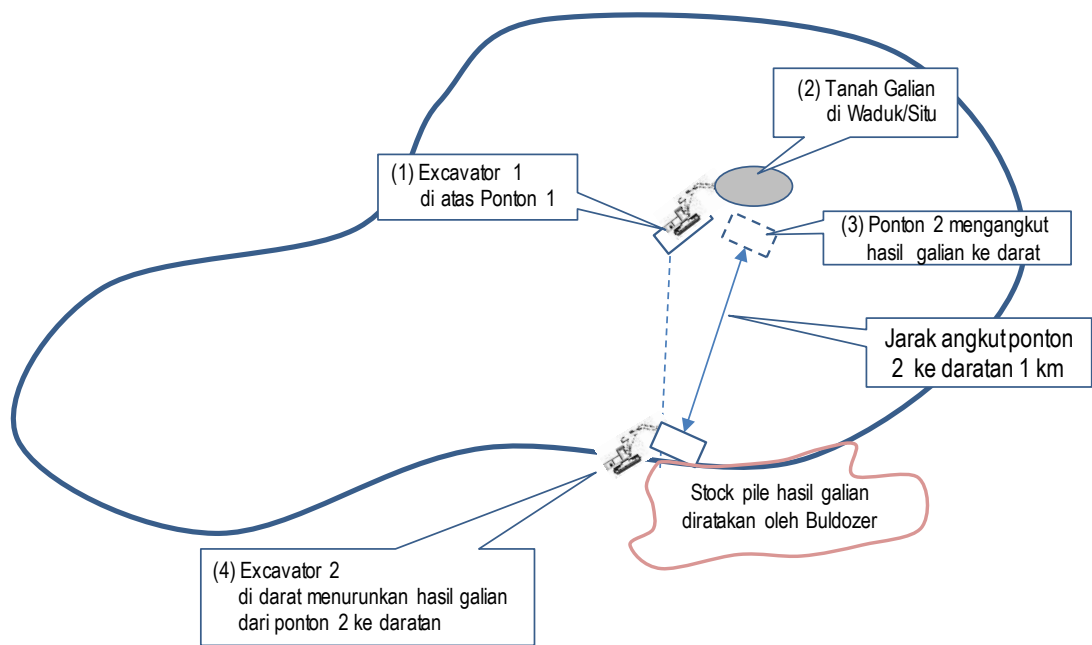 (2) Tanah Galian
di Waduk/Situ
(1) Excavator 1
di atas Ponton 1
(3) Ponton 2 mengangkut
hasil galian ke darat
Jarak angkut ponton
2 ke daratan 1 km
Stock pile hasil galian
diratakan oleh Buldozer
(4) Excavator 2
di darat menurunkan hasil galian
dari ponton 2 ke daratan